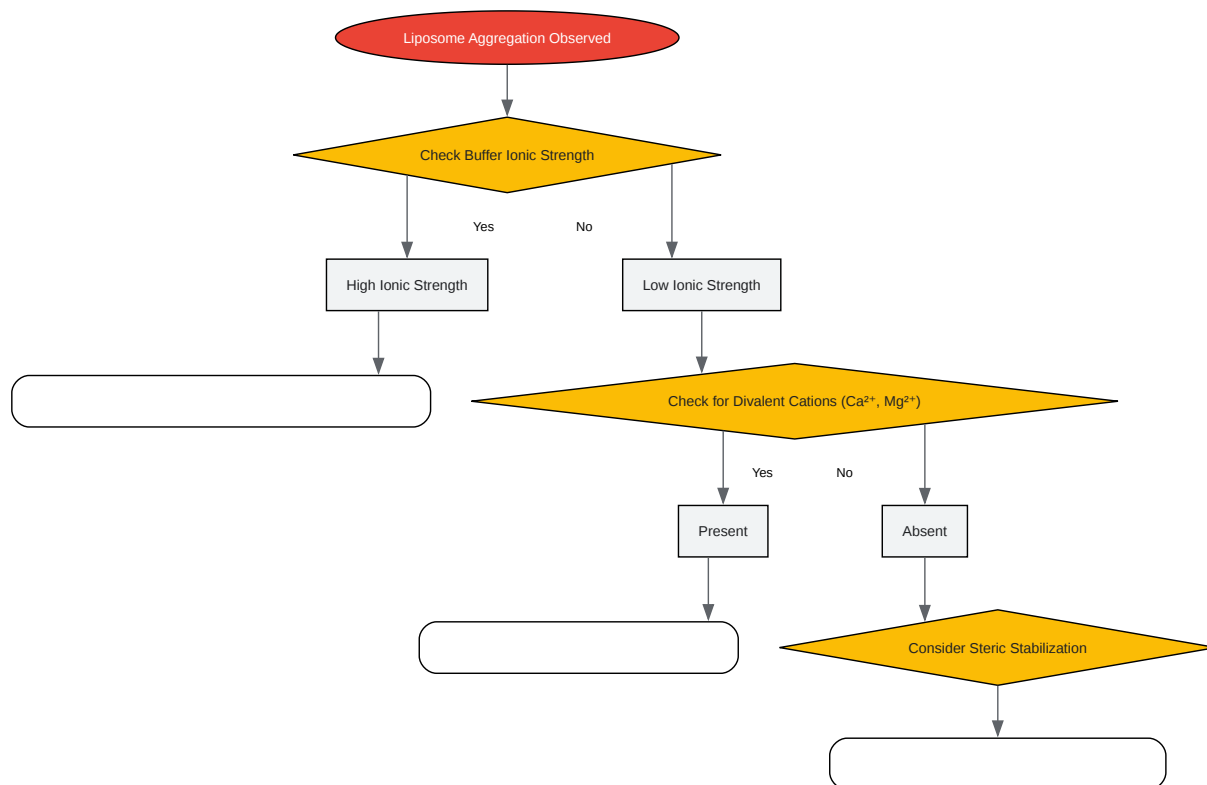 Liposome Aggregation Observed
Check Buffer Ionic Strength
Yes
No
High Ionic Strength
Low Ionic Strength
Check for Divalent Cations (Ca²⁺, Mg²⁺)
Yes
No
Present
Absent
Consider Steric Stabilization